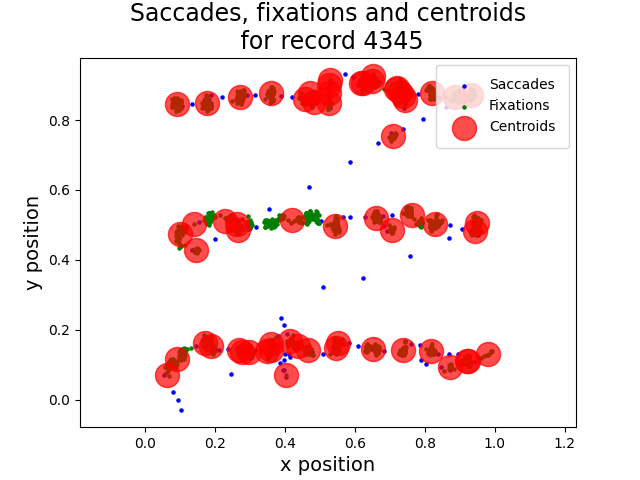 Saccades, fixations and centroids
for record 4345
Saccades
Fixations
Centroids
0.8
0.6
0.4
0.2
0.0
y position
0.0 0.2 0.4 0.6 0.8 1.0 1.2
x position